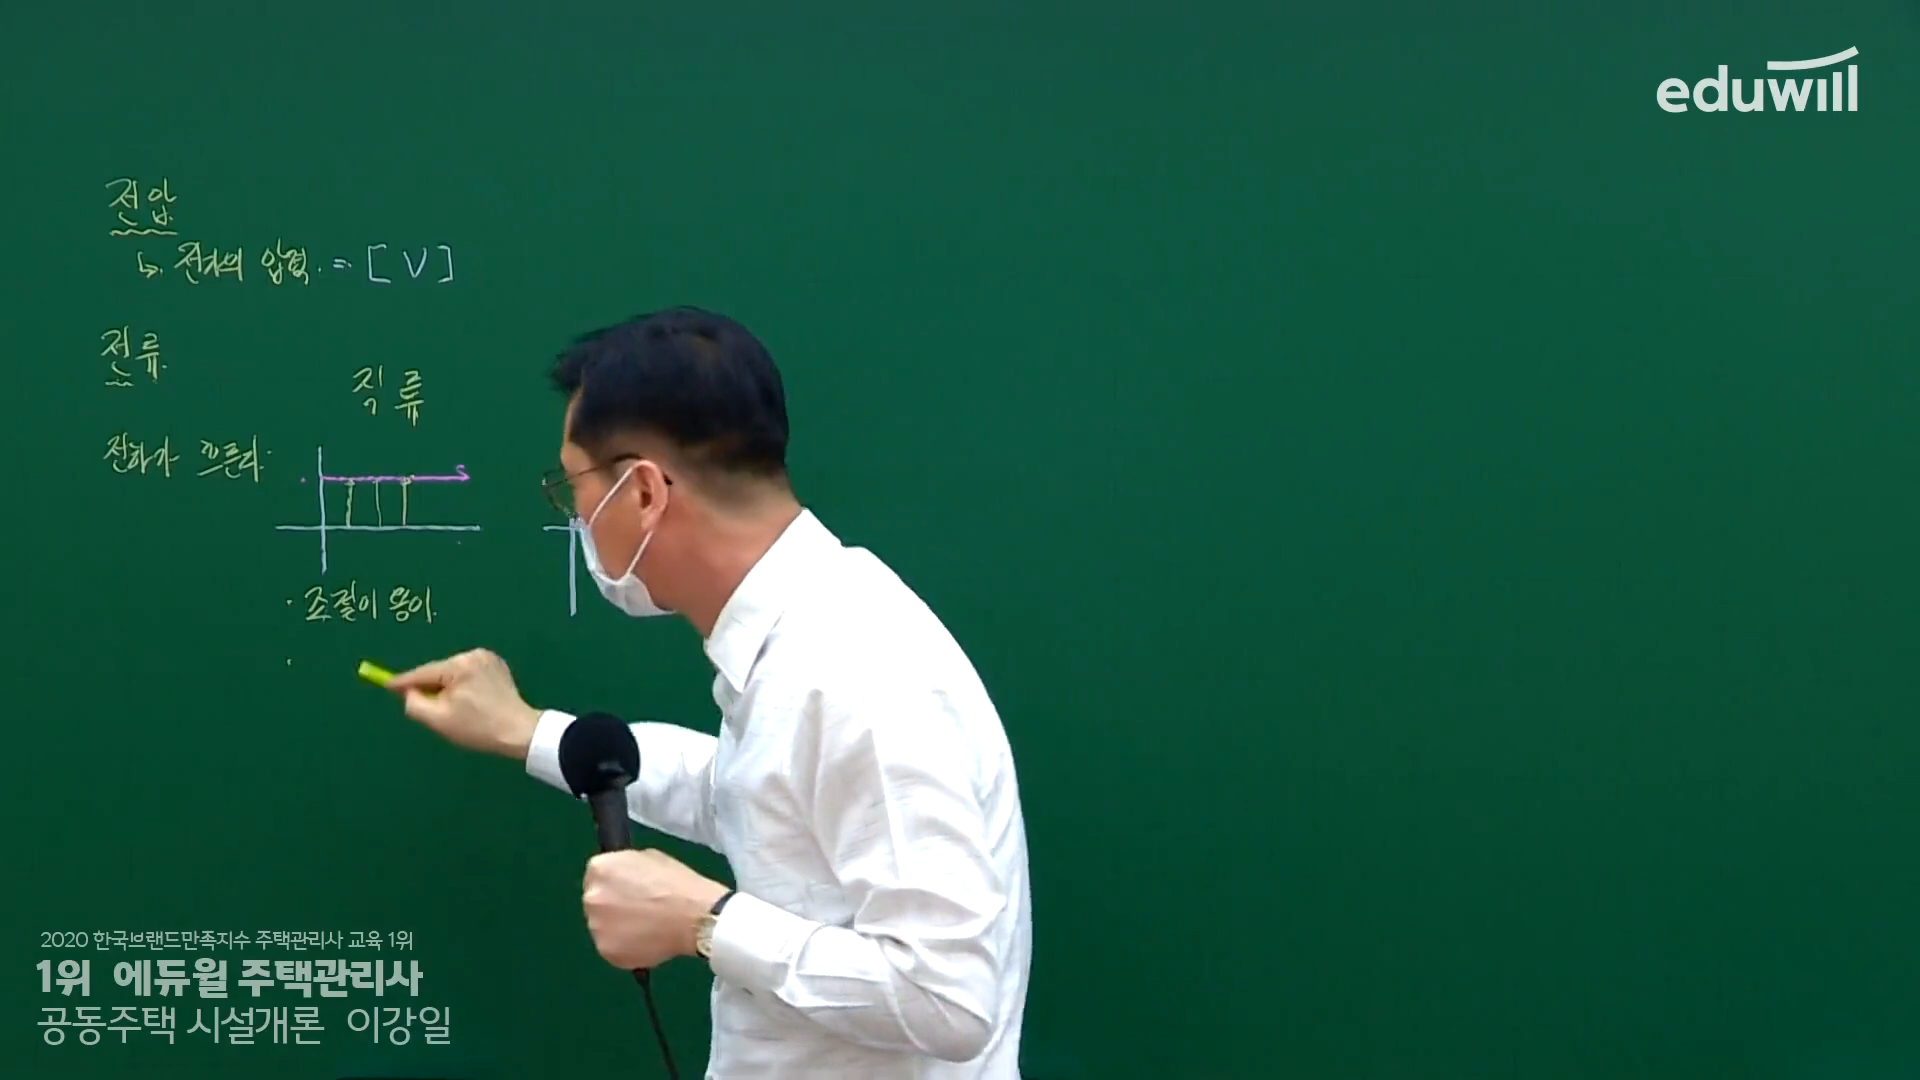 eduwill
전압
↳ 전자의 압력. = [V]
전류.
직류
전하가 흐른다.
· 조절이 용이.
2020 한국브랜드만족지수 주택관리사 교육 1위
1위 에듀윌 주택관리사
공동주택 시설개론 이강일